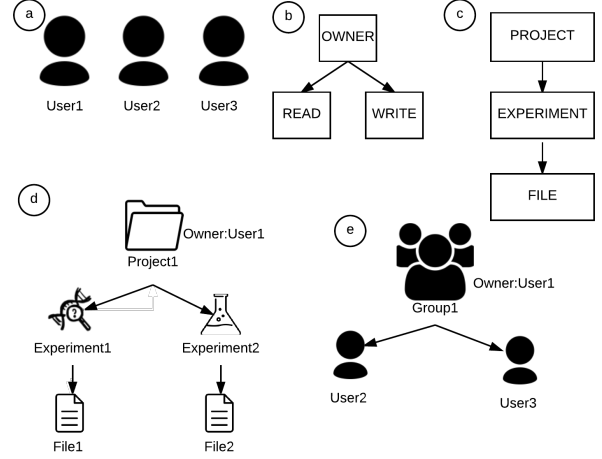 a
User1
User2
User3
b
OWNER
READ
WRITE
c
PROJECT
EXPERIMENT
FILE
d
Owner:User1
Project1
?
Experiment1
Experiment2
File1
File2
e
Owner:User1
Group1
User2
User3